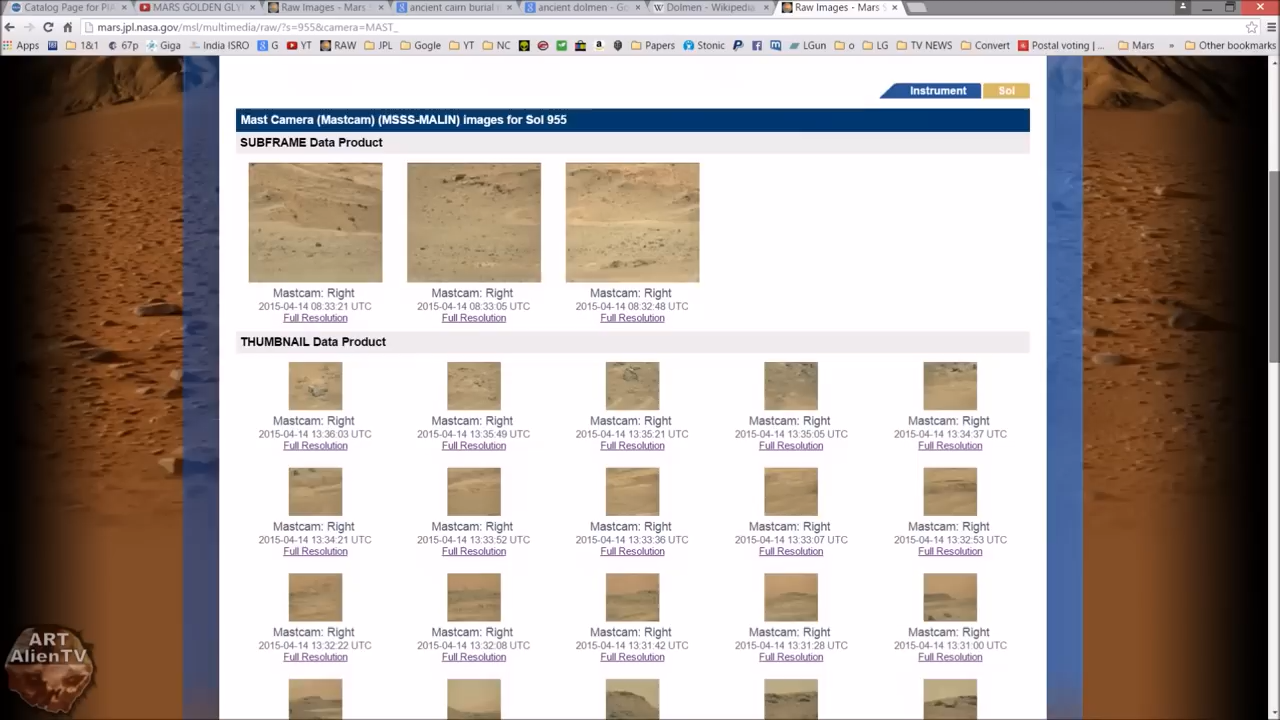 Catalog Page for PIA
MARS GOLDEN GLY
Raw Images - Mars S
ancient cairn burial
ancient dolmen - Go
Dolmen - Wikipedia
Raw Images - Mars S
mars.jpl.nasa.gov/msl/multimedia/raw/?s=955&camera=MAST_
Apps 1&1 67p Giga India ISRO G YT RAW JPL Gogle YT NC Papers Stonic LGun o LG TV NEWS Convert Postal voting | ... Mars » Other bookmarks
Instrument Sol
Mast Camera (Mastcam) (MSSS-MALIN) images for Sol 955
SUBFRAME Data Product
Mastcam: Right Mastcam: Right Mastcam: Right
2015-04-14 08:33:21 UTC 2015-04-14 08:33:05 UTC 2015-04-14 08:32:48 UTC
Full Resolution Full Resolution Full Resolution
THUMBNAIL Data Product
Mastcam: Right Mastcam: Right Mastcam: Right Mastcam: Right Mastcam: Right
2015-04-14 13:36:03 UTC 2015-04-14 13:35:49 UTC 2015-04-14 13:35:21 UTC 2015-04-14 13:35:05 UTC 2015-04-14 13:34:37 UTC
Full Resolution Full Resolution Full Resolution Full Resolution Full Resolution
Mastcam: Right Mastcam: Right Mastcam: Right Mastcam: Right Mastcam: Right
2015-04-14 13:34:21 UTC 2015-04-14 13:33:52 UTC 2015-04-14 13:33:36 UTC 2015-04-14 13:33:07 UTC 2015-04-14 13:32:53 UTC
Full Resolution Full Resolution Full Resolution Full Resolution Full Resolution
Mastcam: Right Mastcam: Right Mastcam: Right Mastcam: Right Mastcam: Right
2015-04-14 13:32:22 UTC 2015-04-14 13:32:08 UTC 2015-04-14 13:31:42 UTC 2015-04-14 13:31:28 UTC 2015-04-14 13:31:00 UTC
Full Resolution Full Resolution Full Resolution Full Resolution Full Resolution
ART
AlienTV